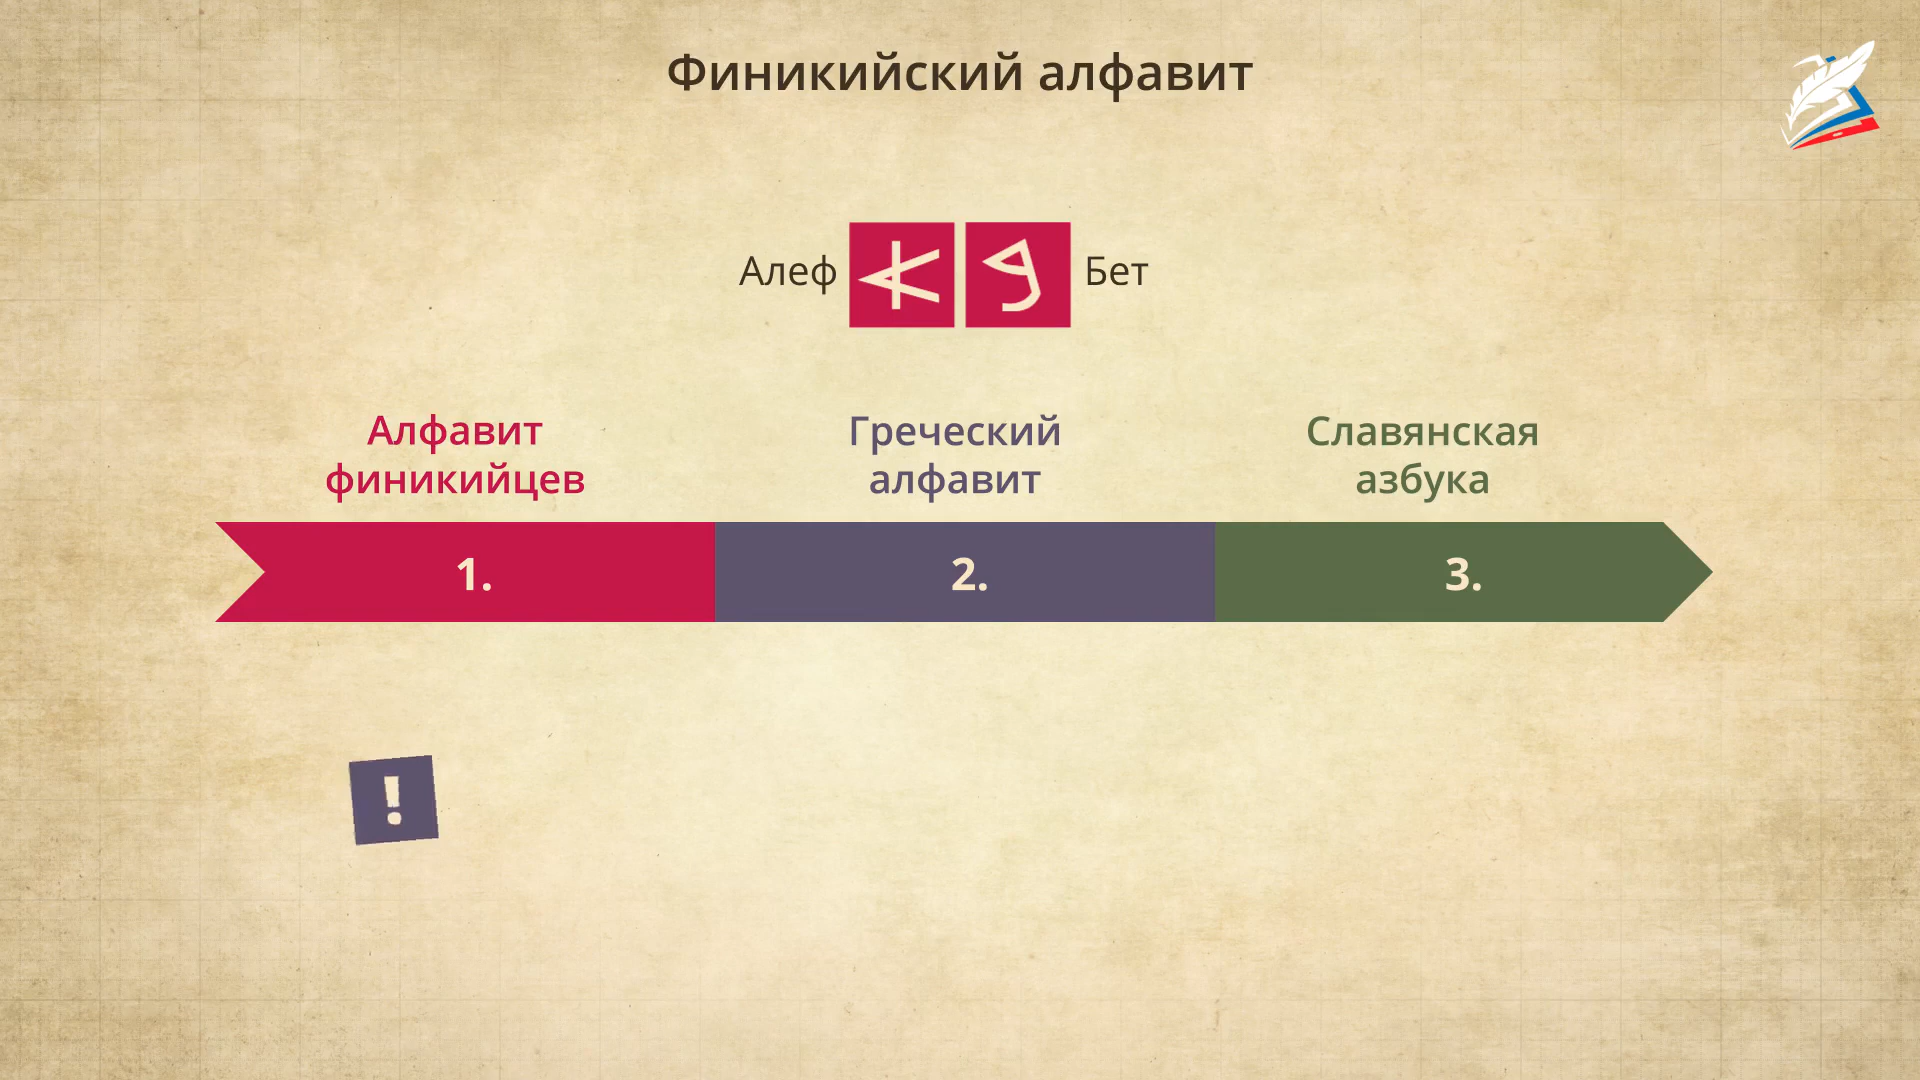 Финикийский алфавит
Алеф 𐤀 𐤁 Бет
Алфавит
финикийцев
Греческий
алфавит
Славянская
азбука
1.
2.
3.
!